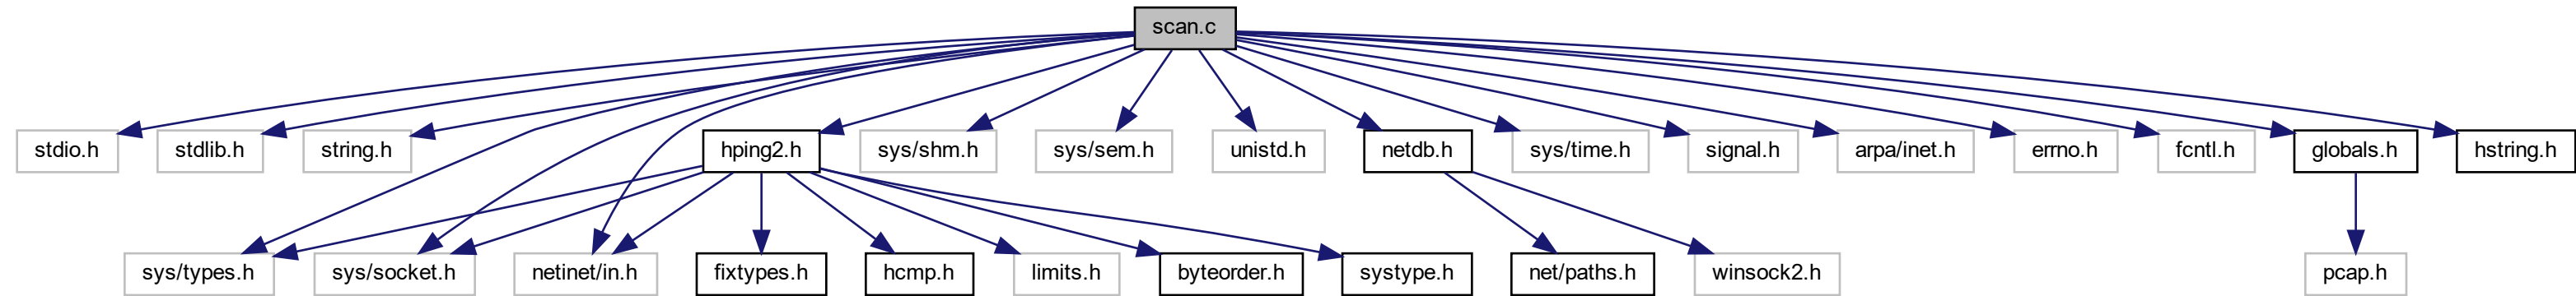 scan.c
stdio.h
stdlib.h
string.h
hping2.h
sys/shm.h
sys/sem.h
unistd.h
netdb.h
sys/time.h
signal.h
arpa/inet.h
errno.h
fcntl.h
globals.h
hstring.h
sys/types.h
sys/socket.h
netinet/in.h
fixtypes.h
hcmp.h
limits.h
byteorder.h
systype.h
net/paths.h
winsock2.h
pcap.h